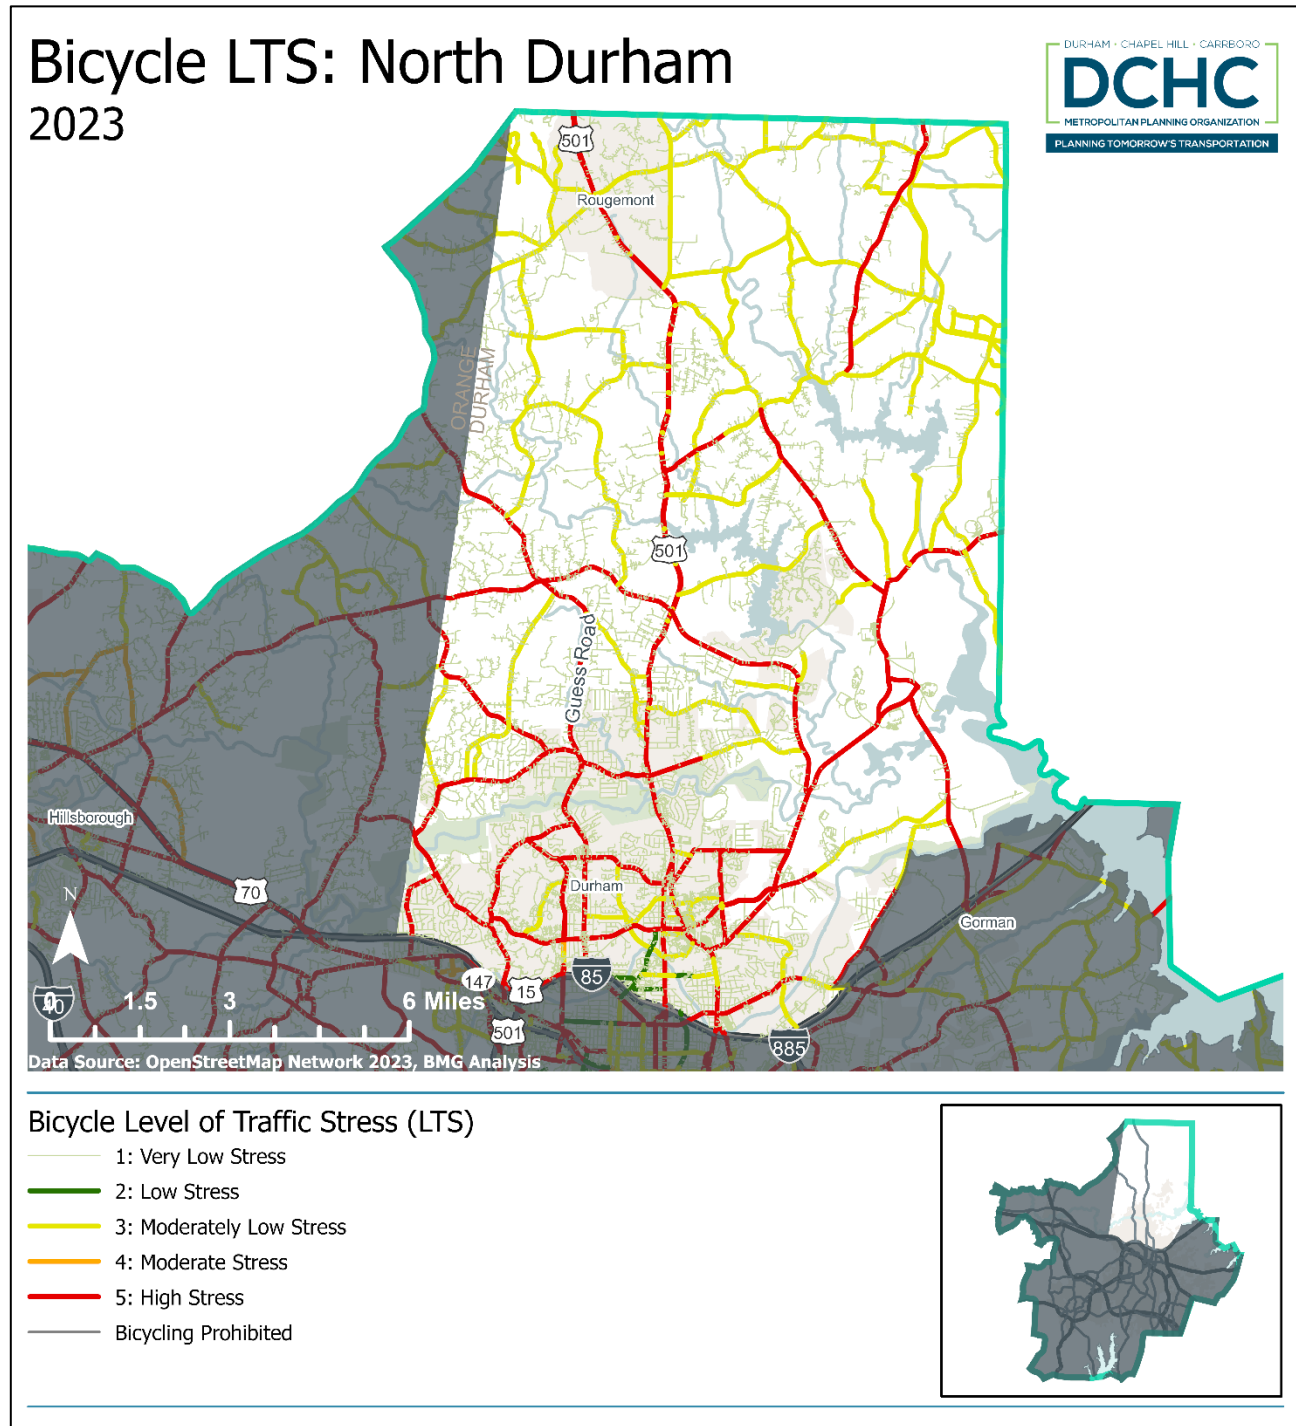 Bicycle LTS: North Durham
2023
DURHAM · CHAPEL HILL · CARRBORO
DCHC
METROPOLITAN PLANNING ORGANIZATION
PLANNING TOMORROW'S TRANSPORTATION
501
Rougemont
ORANGE
DURHAM
501
Guess Road
Hillsborough
70
Durham
Gorman
N
147
15
85
501
885
40
0 1.5 3 6 Miles
Data Source: OpenStreetMap Network 2023, BMG Analysis
Bicycle Level of Traffic Stress (LTS)
1: Very Low Stress
2: Low Stress
3: Moderately Low Stress
4: Moderate Stress
5: High Stress
Bicycling Prohibited